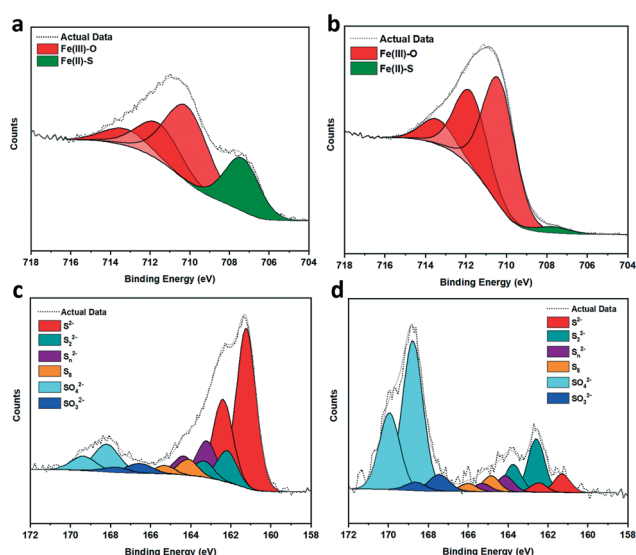 a
Actual Data
Fe(III)-O
Fe(II)-S
Counts
718 716 714 712 710 708 706 704
Binding Energy (eV)
b
Actual Data
Fe(III)-O
Fe(II)-S
Counts
718 716 714 712 710 708 706 704
Binding Energy (eV)
c
Actual Data
S²⁻
S₂²⁻
Sₙ²⁻
S₈
SO₄²⁻
SO₃²⁻
Counts
172 170 168 166 164 162 160 158
Binding Energy (eV)
d
Actual Data
S²⁻
S₂²⁻
Sₙ²⁻
S₈
SO₄²⁻
SO₃²⁻
Counts
172 170 168 166 164 162 160 158
Binding Energy (eV)